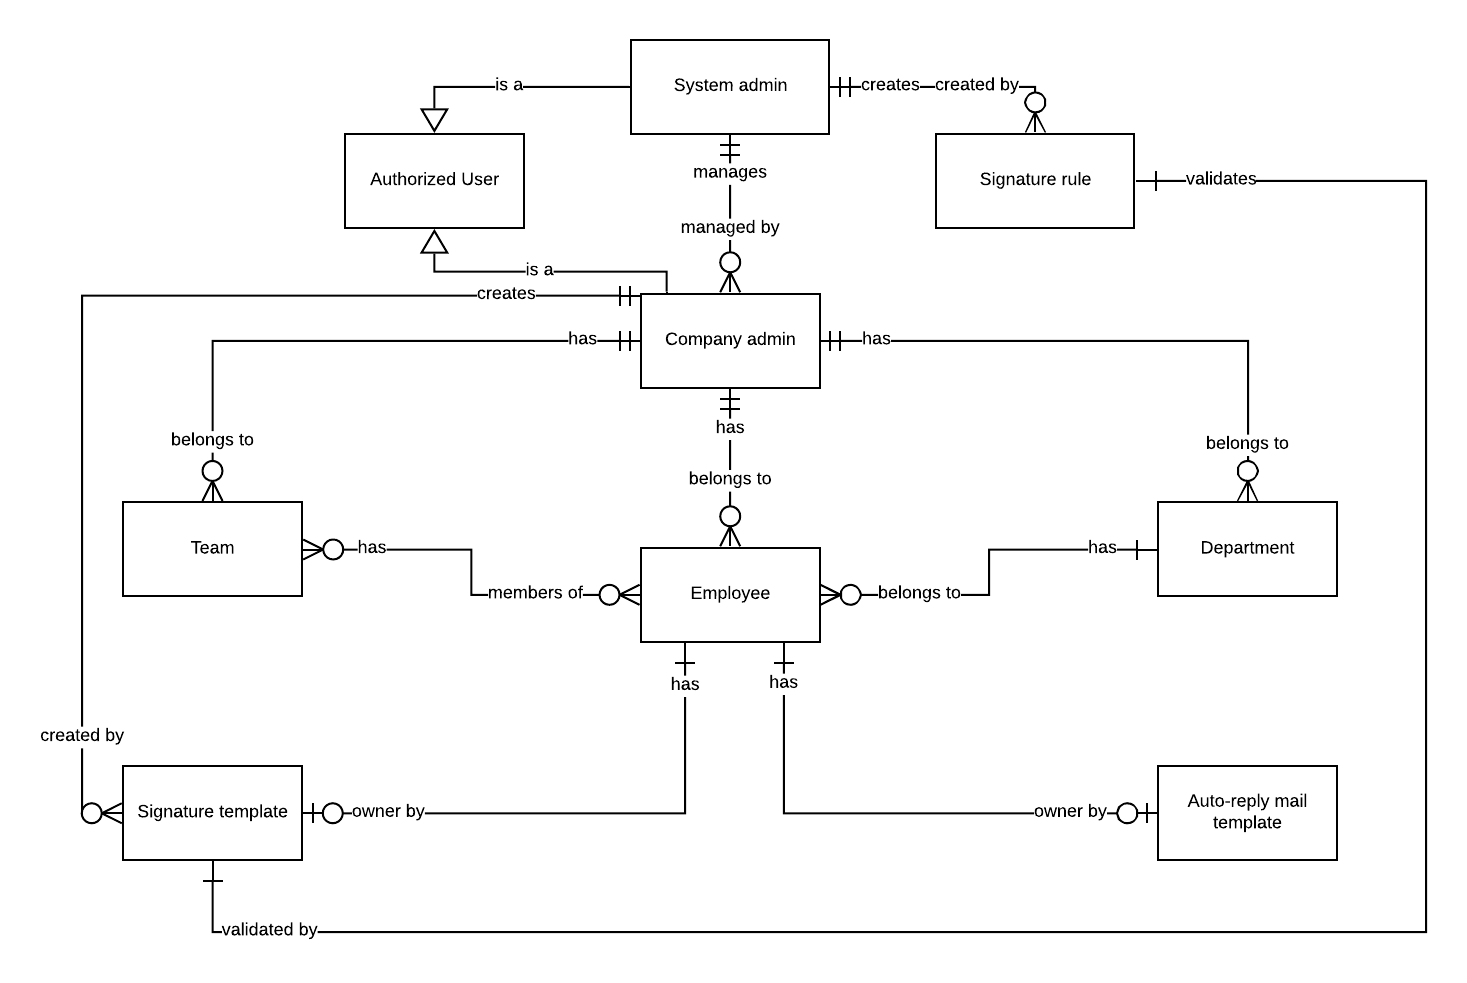 System admin
is a
creates
created by
Authorized User
manages
Signature rule
validates
managed by
is a
creates
has
Company admin
has
belongs to
has
belongs to
belongs to
Team
has
has
Department
members of
Employee
belongs to
has
has
created by
Signature template
owner by
owner by
Auto-reply mail
template
validated by